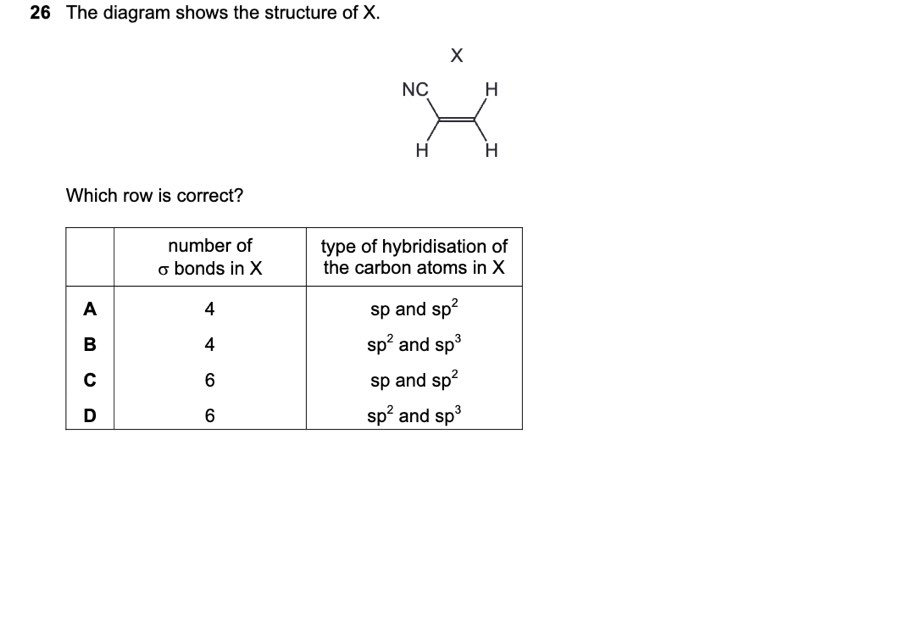 26 The diagram shows the structure of X.
X
NC H
H H
Which row is correct?
number of σ bonds in X
type of hybridisation of the carbon atoms in X
A 4 sp and sp²
B 4 sp² and sp³
C 6 sp and sp²
D 6 sp² and sp³